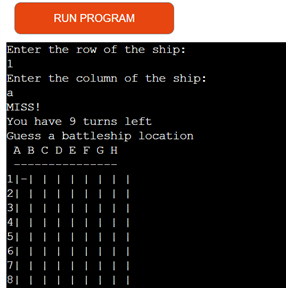 RUN PROGRAM
Enter the row of the ship:
1
Enter the column of the ship:
a
MISS!
You have 9 turns left
Guess a battleship location
 A B C D E F G H
 ---------------
1|-| | | | | | | |
2| | | | | | | | |
3| | | | | | | | |
4| | | | | | | | |
5| | | | | | | | |
6| | | | | | | | |
7| | | | | | | | |
8| | | | | | | | |